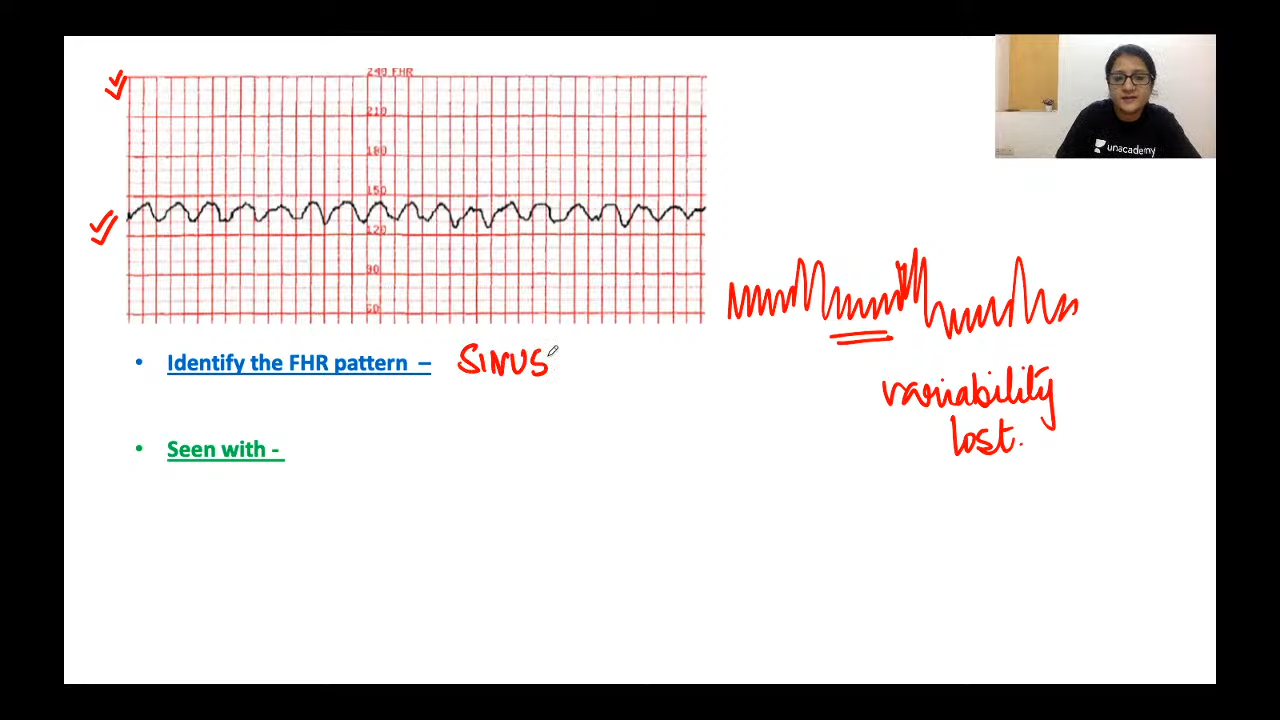 240 FHR
210
180
150
120
90
60
unacademy
• Identify the FHR pattern – SINUS
variability
lost.
• Seen with -